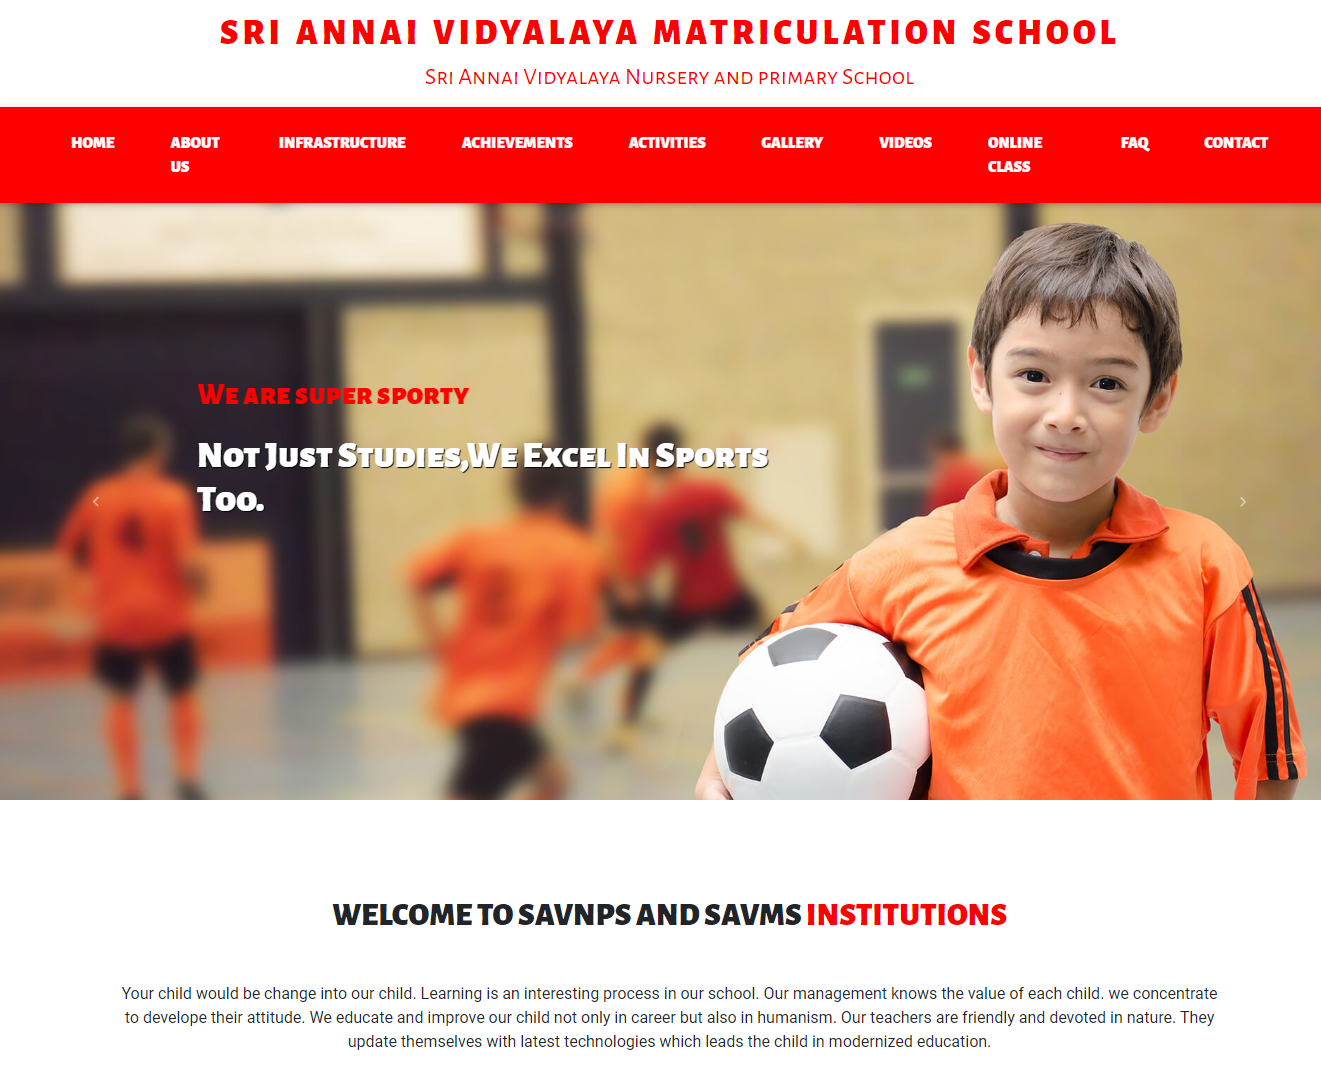 SRI ANNAI VIDYALAYA MATRICULATION SCHOOL
Sri Annai Vidyalaya Nursery and primary School
HOME ABOUT US INFRASTRUCTURE ACHIEVEMENTS ACTIVITIES GALLERY VIDEOS ONLINE CLASS FAQ CONTACT
We are super sporty
Not Just Studies,We Excel In Sports
Too.
WELCOME TO SAVNPS AND SAVMS INSTITUTIONS
Your child would be change into our child. Learning is an interesting process in our school. Our management knows the value of each child. we concentrate
to develope their attitude. We educate and improve our child not only in career but also in humanism. Our teachers are friendly and devoted in nature. They
update themselves with latest technologies which leads the child in modernized education.